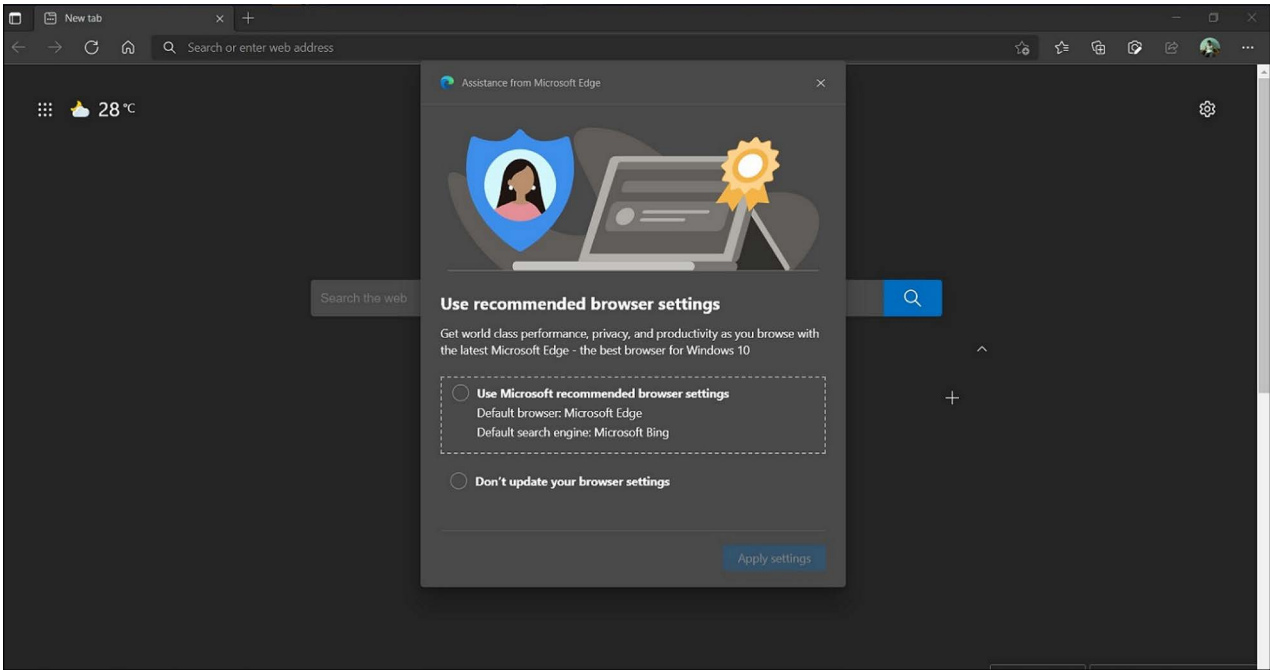 New tab
Search or enter web address
28 °C
Assistance from Microsoft Edge
Search the web
Use recommended browser settings
Get world class performance, privacy, and productivity as you browse with
the latest Microsoft Edge - the best browser for Windows 10
Use Microsoft recommended browser settings
Default browser: Microsoft Edge
Default search engine: Microsoft Bing
Don't update your browser settings
Apply settings